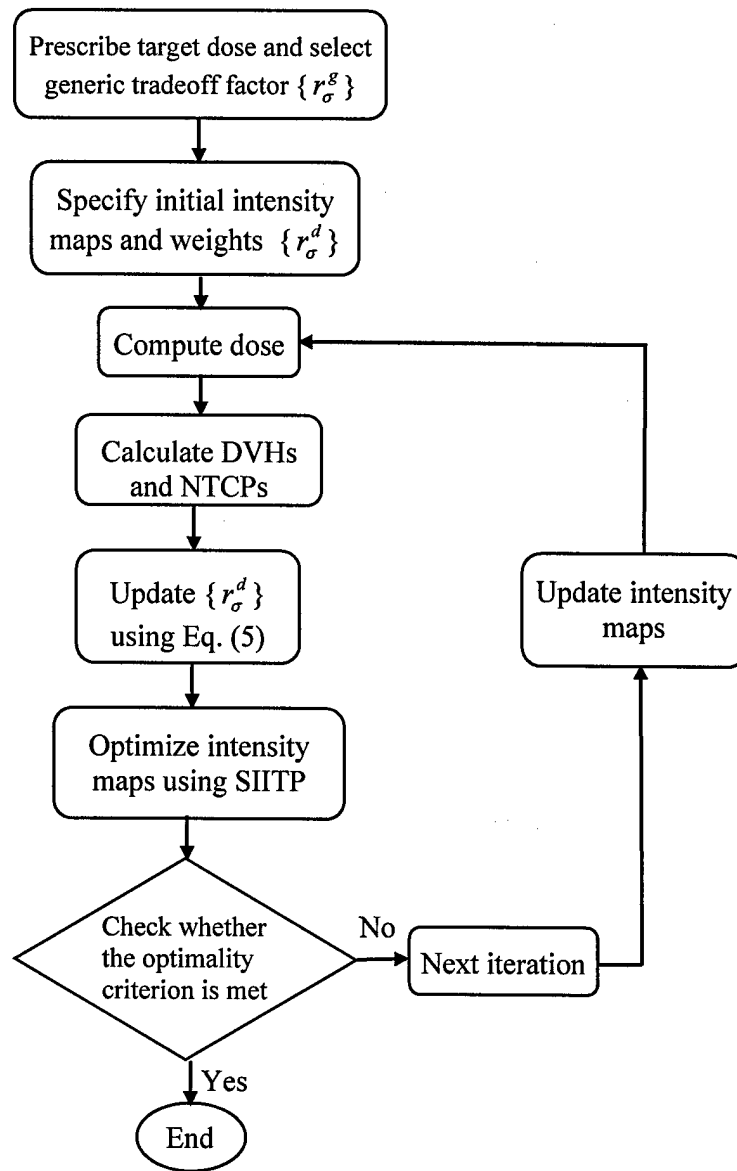 Prescribe target dose and select
generic tradeoff factor { r_σ^g }
Specify initial intensity
maps and weights { r_σ^d }
Compute dose
Calculate DVHs
and NTCPs
Update { r_σ^d }
using Eq. (5)
Update intensity
maps
Optimize intensity
maps using SIITP
Check whether
the optimality
criterion is met
No
Next iteration
Yes
End